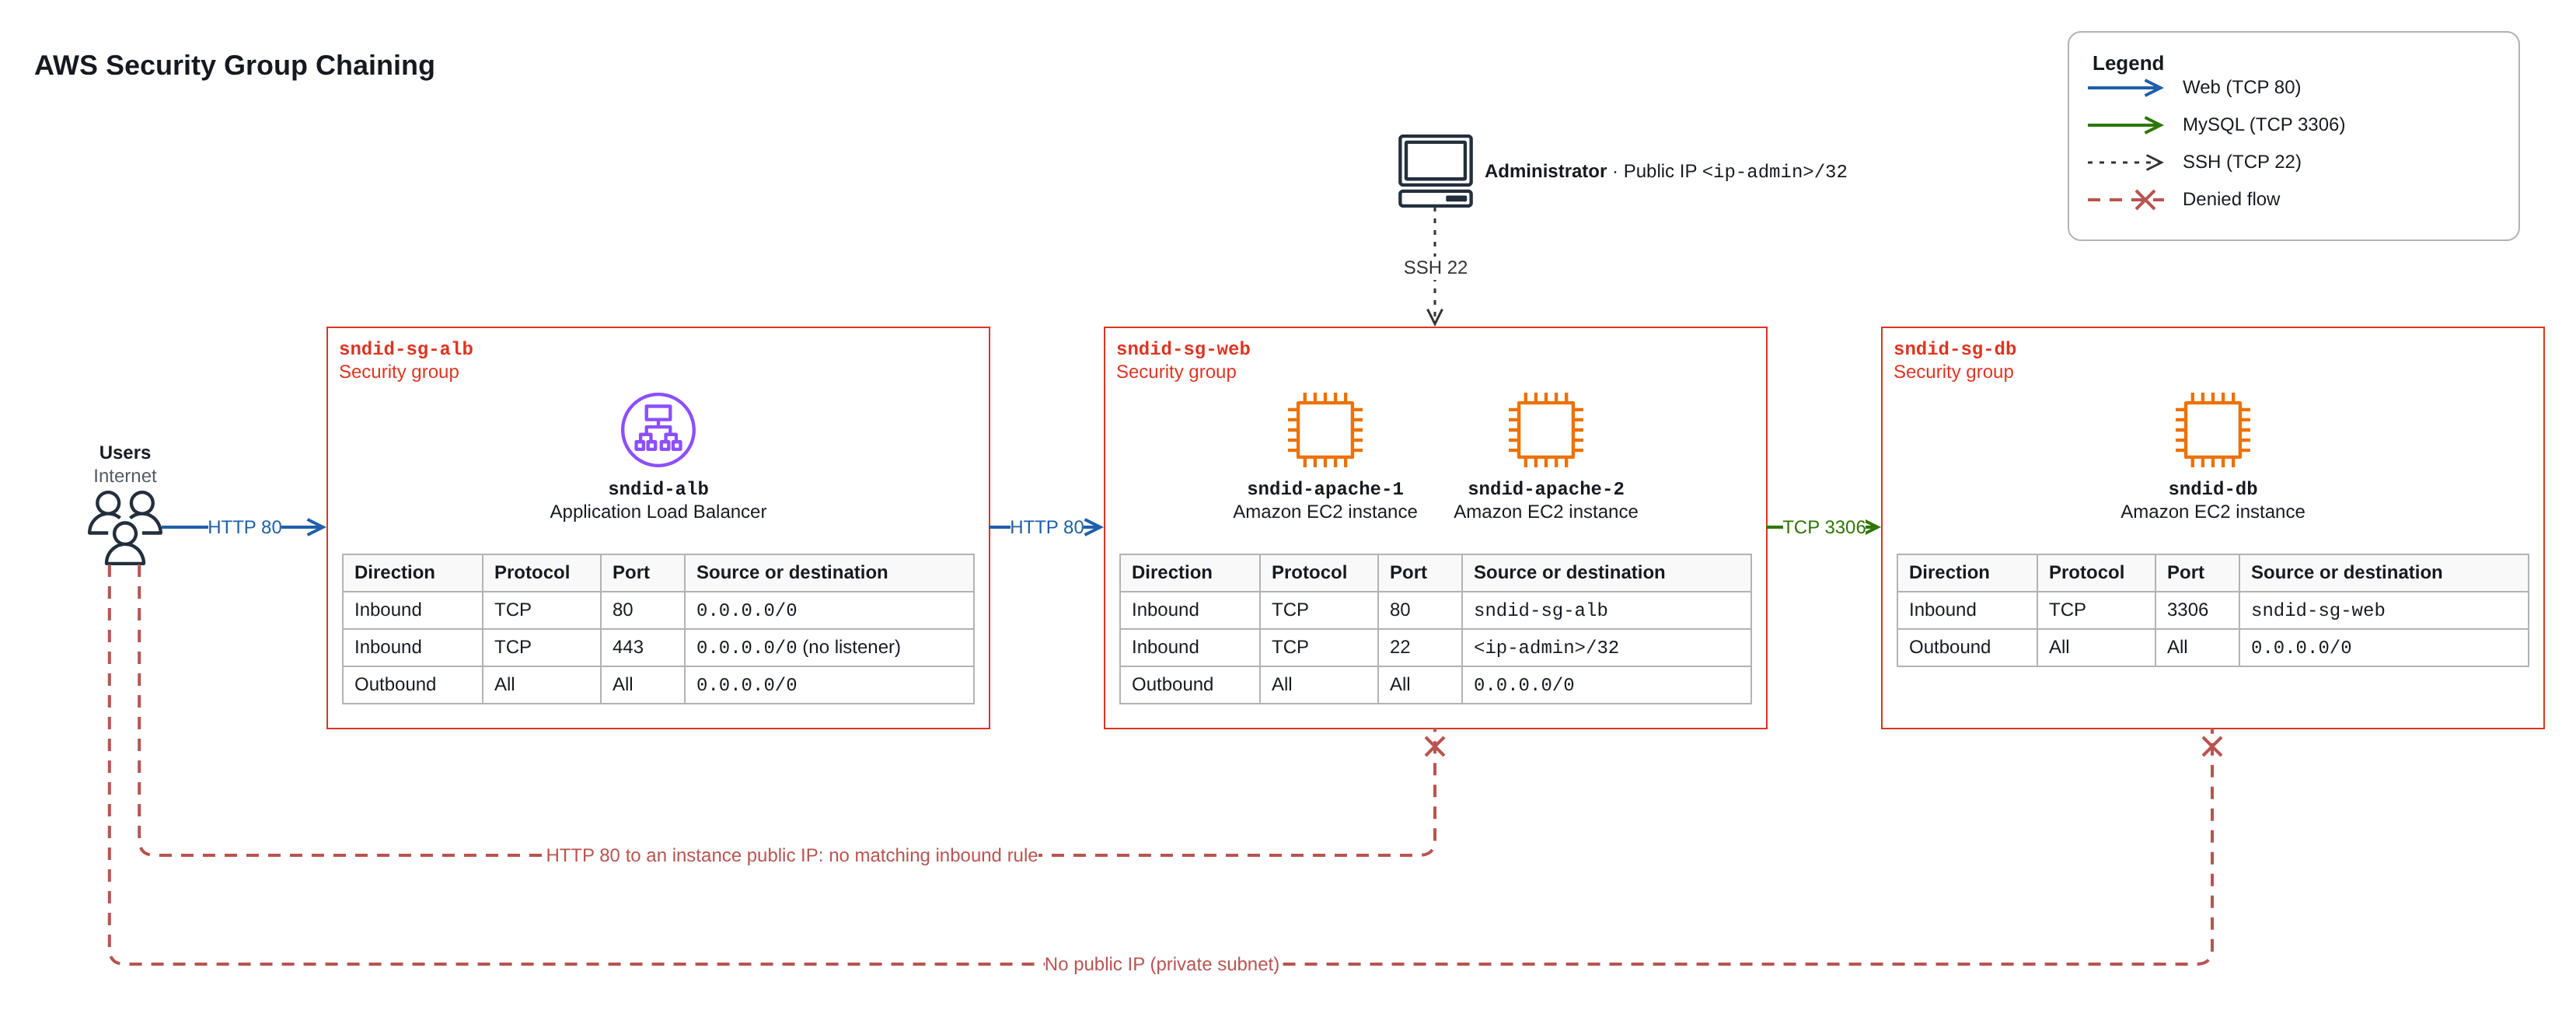 AWS Security Group Chaining
Legend
Web (TCP 80)
MySQL (TCP 3306)
SSH (TCP 22)
Denied flow
Administrator · Public IP <ip-admin>/32
SSH 22
Users
Internet
HTTP 80
sndid-sg-alb
Security group
sndid-alb
Application Load Balancer
Direction Protocol Port Source or destination
Inbound TCP 80 0.0.0.0/0
Inbound TCP 443 0.0.0.0/0 (no listener)
Outbound All All 0.0.0.0/0
HTTP 80
sndid-sg-web
Security group
sndid-apache-1
Amazon EC2 instance
sndid-apache-2
Amazon EC2 instance
Direction Protocol Port Source or destination
Inbound TCP 80 sndid-sg-alb
Inbound TCP 22 <ip-admin>/32
Outbound All All 0.0.0.0/0
TCP 3306
sndid-sg-db
Security group
sndid-db
Amazon EC2 instance
Direction Protocol Port Source or destination
Inbound TCP 3306 sndid-sg-web
Outbound All All 0.0.0.0/0
HTTP 80 to an instance public IP: no matching inbound rule
No public IP (private subnet)